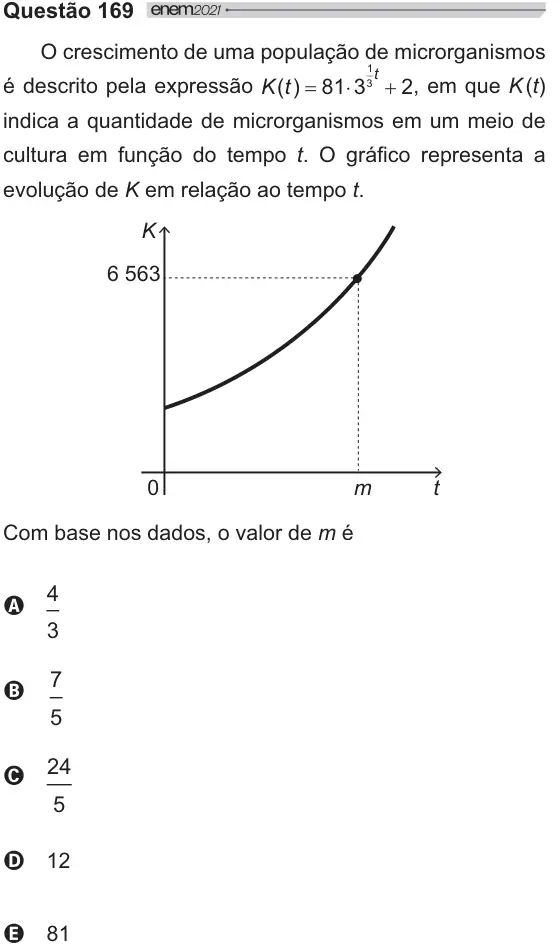 Questão 169 enem2021
O crescimento de uma população de microrganismos
é descrito pela expressão K(t) = 81·3^(1/3 t) + 2, em que K(t)
indica a quantidade de microrganismos em um meio de
cultura em função do tempo t. O gráfico representa a
evolução de K em relação ao tempo t.
K
6 563
0 m t
Com base nos dados, o valor de m é
A 4/3
B 7/5
C 24/5
D 12
E 81